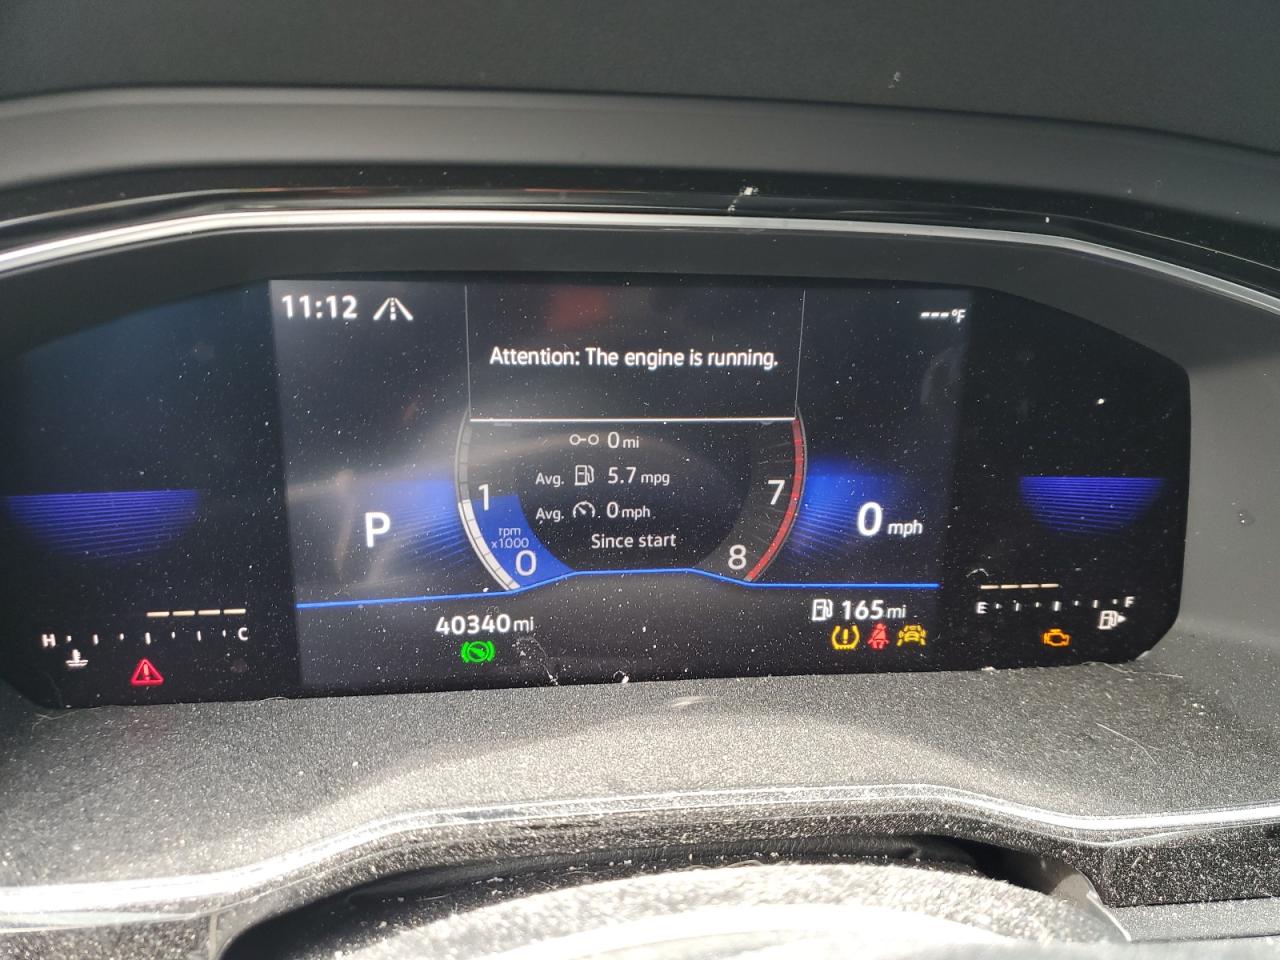 11:12
---°F
Attention: The engine is running.
0 mi
Avg. 5.7 mpg
Avg. 0 mph
Since start
1
rpm
x1000
0
7
8
P
0 mph
40340 mi
165 mi
H C
E F